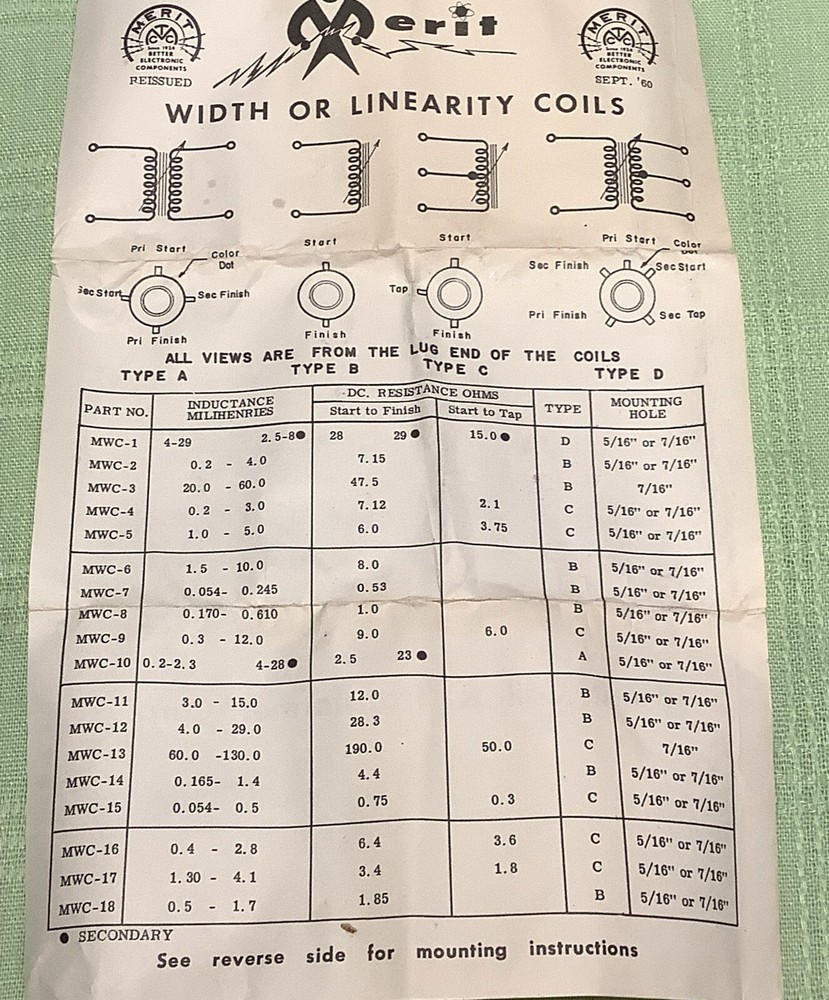 MERIT
CTC
Since 1924
BETTER
ELECTRONIC
COMPONENTS
REISSUED
Merit
MERIT
CTC
Since 1924
BETTER
ELECTRONIC
COMPONENTS
SEPT. '60
WIDTH OR LINEARITY COILS
Pri Start Color Dot Sec Start Sec Finish Pri Finish
Start Finish
Start Tap Finish
Pri Start Color Dot Sec Finish Sec Start Pri Finish Sec Tap
ALL VIEWS ARE FROM THE LUG END OF THE COILS
TYPE A TYPE B TYPE C TYPE D
PART NO. INDUCTANCE MILIHENRIES DC. RESISTANCE OHMS Start to Finish Start to Tap TYPE MOUNTING HOLE
MWC-1 4-29 2.5-8● 28 29● 15.0● D 5/16" or 7/16"
MWC-2 0.2 - 4.0 7.15 B 5/16" or 7/16"
MWC-3 20.0 - 60.0 47.5 B 7/16"
MWC-4 0.2 - 3.0 7.12 2.1 C 5/16" or 7/16"
MWC-5 1.0 - 5.0 6.0 3.75 C 5/16" or 7/16"
MWC-6 1.5 - 10.0 8.0 B 5/16" or 7/16"
MWC-7 0.054- 0.245 0.53 B 5/16" or 7/16"
MWC-8 0.170- 0.610 1.0 B 5/16" or 7/16"
MWC-9 0.3 - 12.0 9.0 6.0 C 5/16" or 7/16"
MWC-10 0.2-2.3 4-28● 2.5 23● A 5/16" or 7/16"
MWC-11 3.0 - 15.0 12.0 B 5/16" or 7/16"
MWC-12 4.0 - 29.0 28.3 B 5/16" or 7/16"
MWC-13 60.0 -130.0 190.0 50.0 C 7/16"
MWC-14 0.165- 1.4 4.4 B 5/16" or 7/16"
MWC-15 0.054- 0.5 0.75 0.3 C 5/16" or 7/16"
MWC-16 0.4 - 2.8 6.4 3.6 C 5/16" or 7/16"
MWC-17 1.30 - 4.1 3.4 1.8 C 5/16" or 7/16"
MWC-18 0.5 - 1.7 1.85 B 5/16" or 7/16"
● SECONDARY
See reverse side for mounting instructions